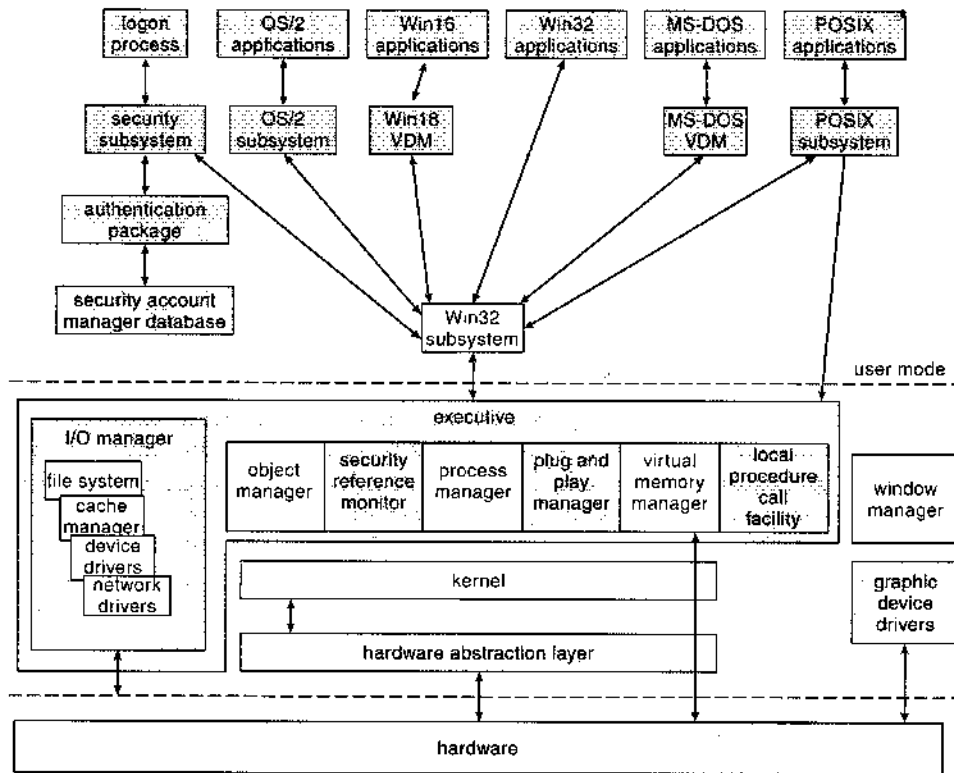 logon
process
OS/2
applications
Win16
applications
Win32
applications
MS-DOS
applications
POSIX
applications
security
subsystem
OS/2
subsystem
Win18
VDM
MS-DOS
VDM
POSIX
subsystem
authentication
package
security account
manager database
Win32
subsystem
user mode
executive
I/O manager
file system
cache
manager
device
drivers
network
drivers
object
manager
security
reference
monitor
process
manager
plug and
play
manager
virtual
memory
manager
local
procedure
call
facility
window
manager
kernel
graphic
device
drivers
hardware abstraction layer
hardware